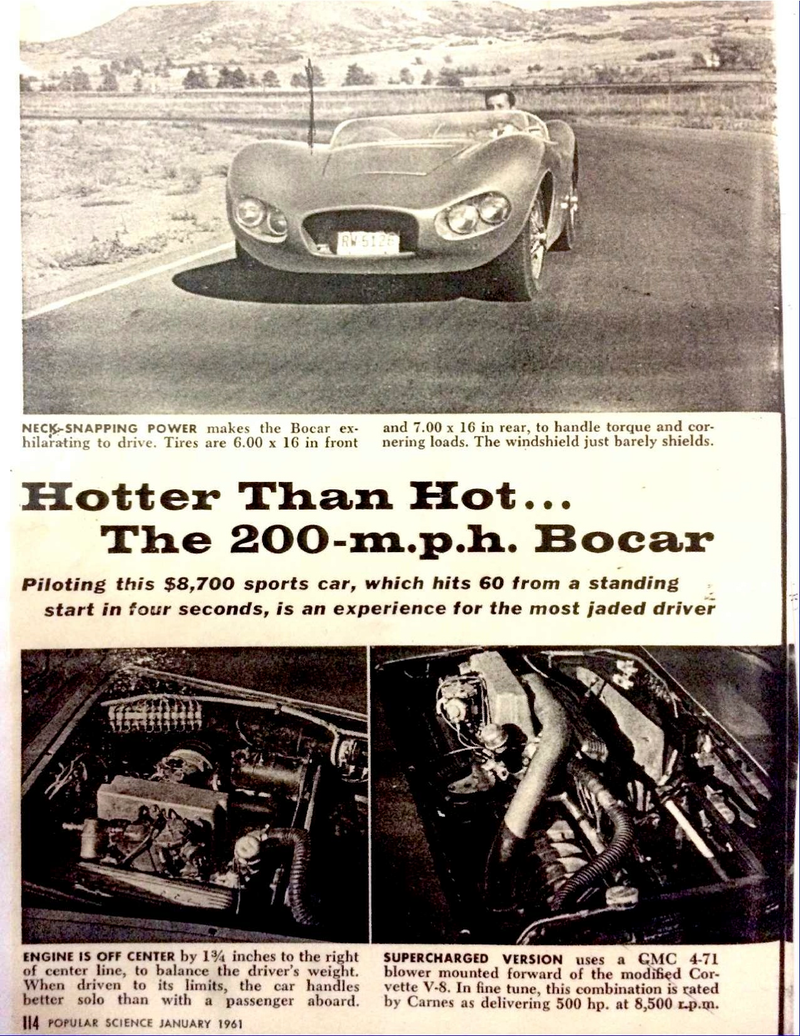 RW 5126
NECK-SNAPPING POWER makes the Bocar ex-
hilarating to drive. Tires are 6.00 x 16 in front
and 7.00 x 16 in rear, to handle torque and cor-
nering loads. The windshield just barely shields.
Hotter Than Hot...
The 200-m.p.h. Bocar
Piloting this $8,700 sports car, which hits 60 from a standing
start in four seconds, is an experience for the most jaded driver
ENGINE IS OFF CENTER by 1¾ inches to the right
of center line, to balance the driver's weight.
When driven to its limits, the car handles
better solo than with a passenger aboard.
SUPERCHARGED VERSION uses a GMC 4-71
blower mounted forward of the modified Cor-
vette V-8. In fine tune, this combination is rated
by Carnes as delivering 500 hp. at 8,500 r.p.m.
114 POPULAR SCIENCE JANUARY 1961